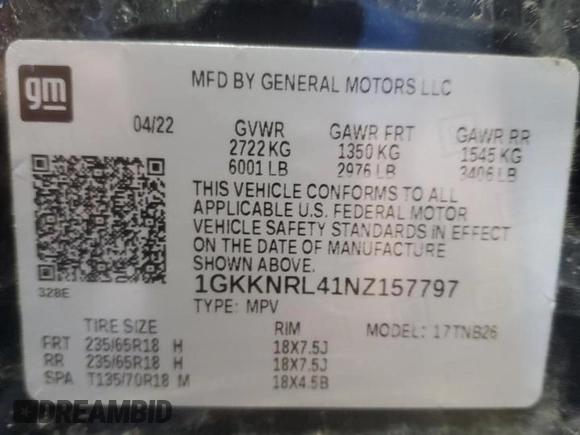 gm
MFD BY GENERAL MOTORS LLC
04/22 GVWR GAWR FRT GAWR RR
2722 KG 1350 KG 1545 KG
6001 LB 2976 LB 3406 LB
THIS VEHICLE CONFORMS TO ALL
APPLICABLE U.S. FEDERAL MOTOR
VEHICLE SAFETY STANDARDS IN EFFECT
ON THE DATE OF MANUFACTURE
SHOWN ABOVE.
328E
1GKKNRL41NZ157797
TYPE: MPV
TIRE SIZE RIM MODEL: 17TNB26
FRT 235/65R18 H 18X7.5J
RR 235/65R18 H 18X7.5J
SPA T135/70R18 M 18X4.5B
DREAMBID